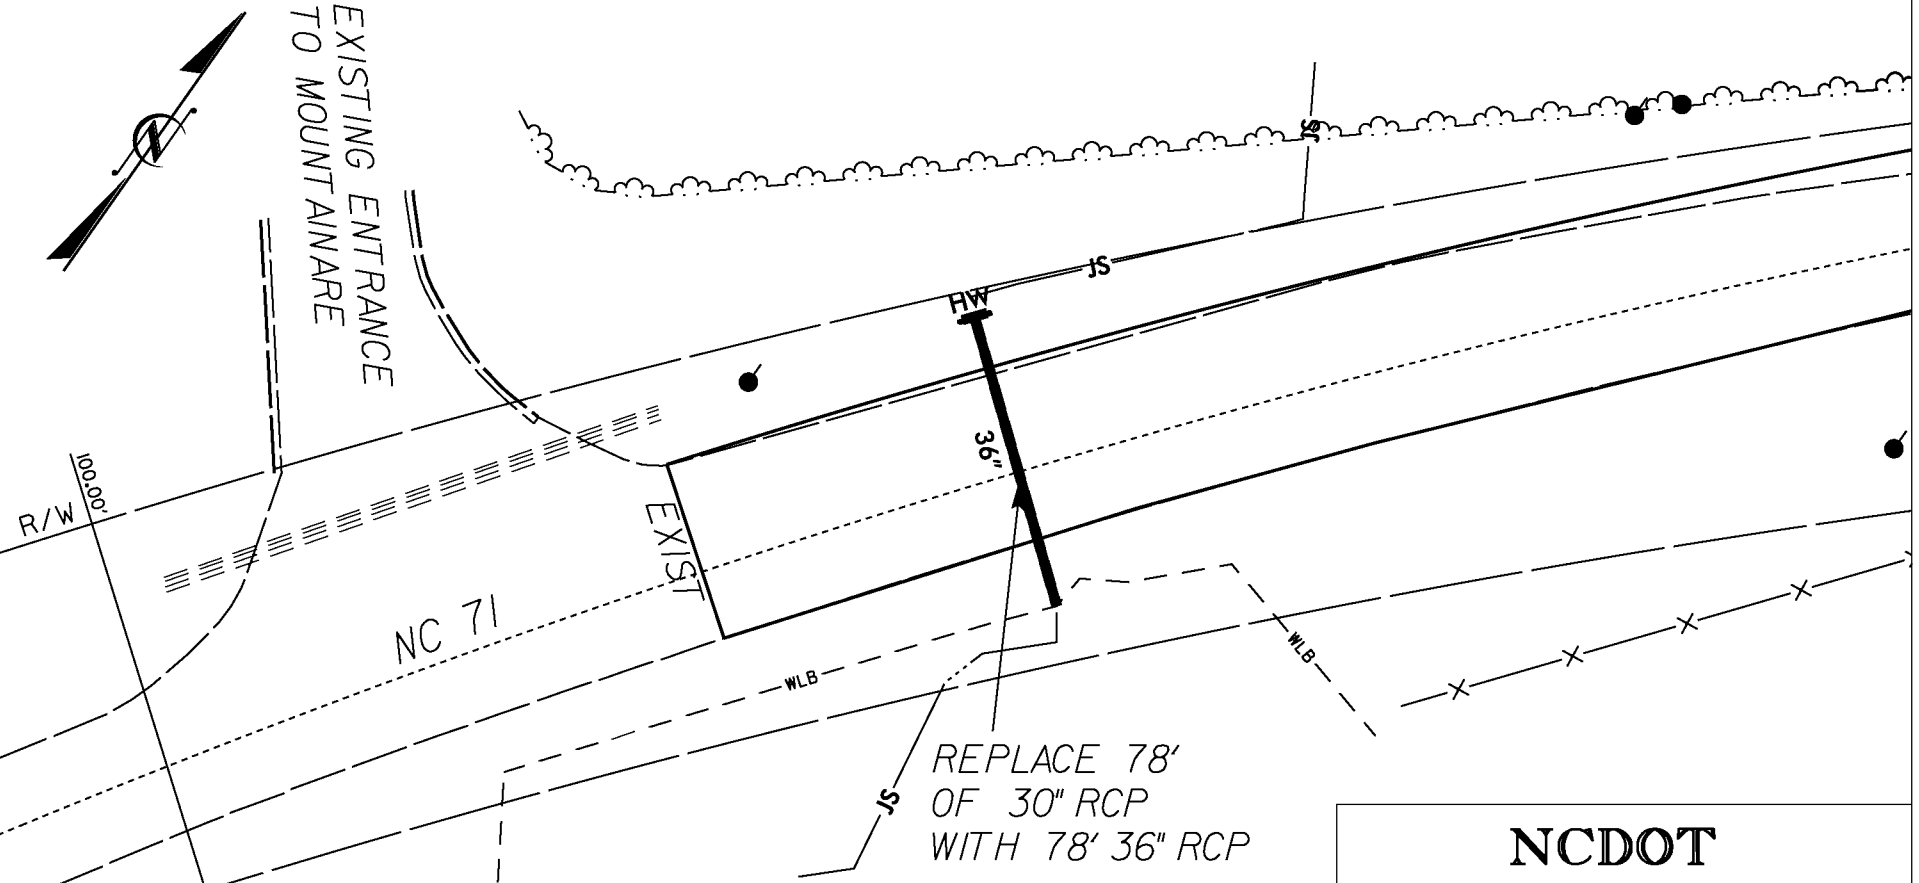 EXISTING ENTRANCE
TO MOUNTAINARE
N
JS
JS
HW
36"
100.00'
R/W
EXIST
NC 71
WLB
WLB
JS
REPLACE 78'
OF 30" RCP
WITH 78' 36" RCP
NCDOT